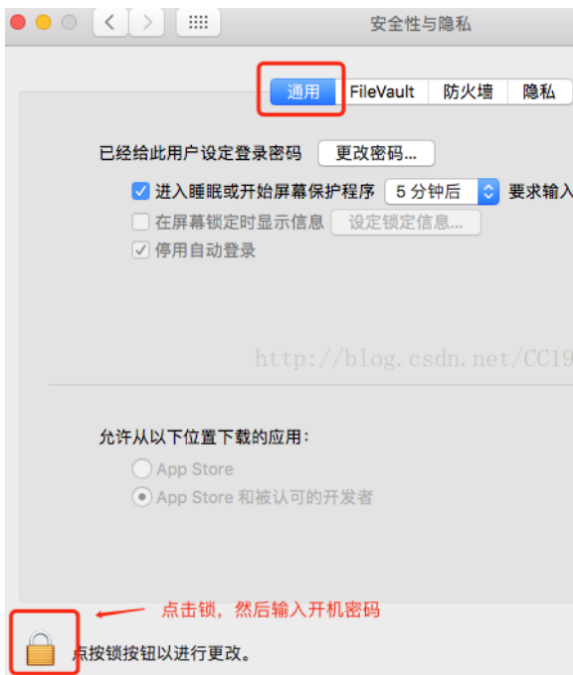 安全性与隐私
通用 FileVault 防火墙 隐私
已经给此用户设定登录密码 更改密码...
进入睡眠或开始屏幕保护程序 5 分钟后 要求输入
在屏幕锁定时显示信息 设定锁定信息...
停用自动登录
http://blog.csdn.net/CC19
允许从以下位置下载的应用：
App Store
App Store 和被认可的开发者
点击锁，然后输入开机密码
点按锁按钮以进行更改。